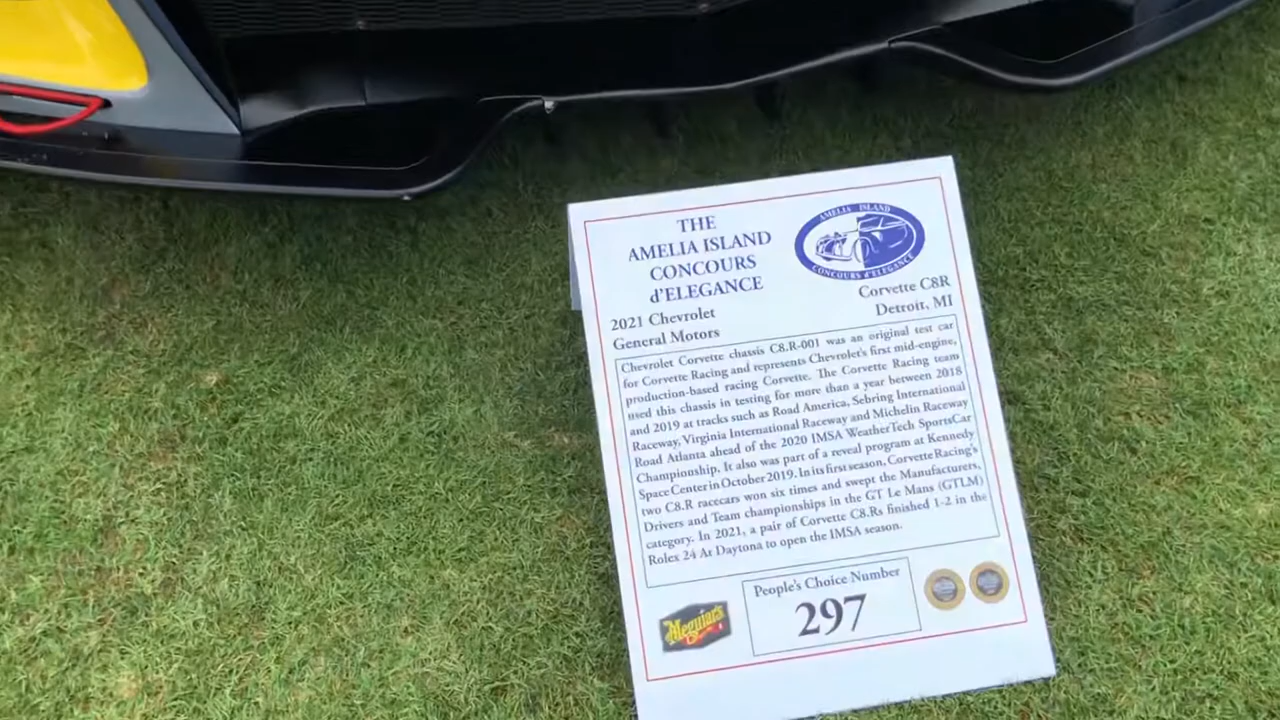 THE
AMELIA ISLAND
CONCOURS
d'ELEGANCE
AMELIA ISLAND
CONCOURS d'ELEGANCE
2021 Chevrolet
General Motors
Corvette C8R
Detroit, MI
Chevrolet Corvette chassis C8.R-001 was an original test car
for Corvette Racing and represents Chevrolet's first mid-engine,
production-based racing Corvette. The Corvette Racing team
used this chassis in testing for more than a year between 2018
and 2019 at tracks such as Road America, Sebring International
Raceway, Virginia International Raceway and Michelin Raceway
Road Atlanta ahead of the 2020 IMSA WeatherTech SportsCar
Championship. It also was part of a reveal program at Kennedy
Space Center in October 2019. In its first season, Corvette Racing's
two C8.R racecars won six times and swept the Manufacturers,
Drivers and Team championships in the GT Le Mans (GTLM)
category. In 2021, a pair of Corvette C8.Rs finished 1-2 in the
Rolex 24 At Daytona to open the IMSA season.
Meguiar's
People's Choice Number
297